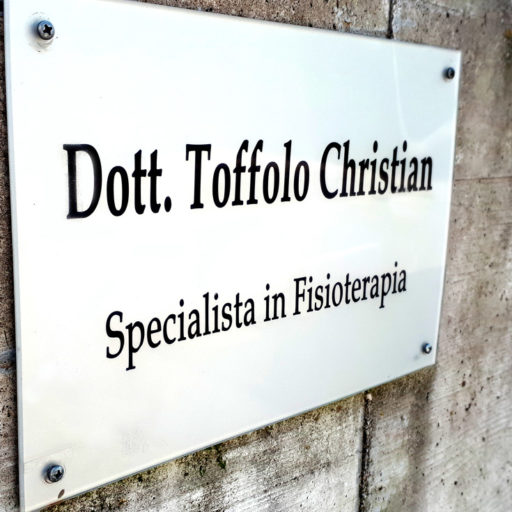 Dott. Toffolo Christian
Specialista in Fisioterapia